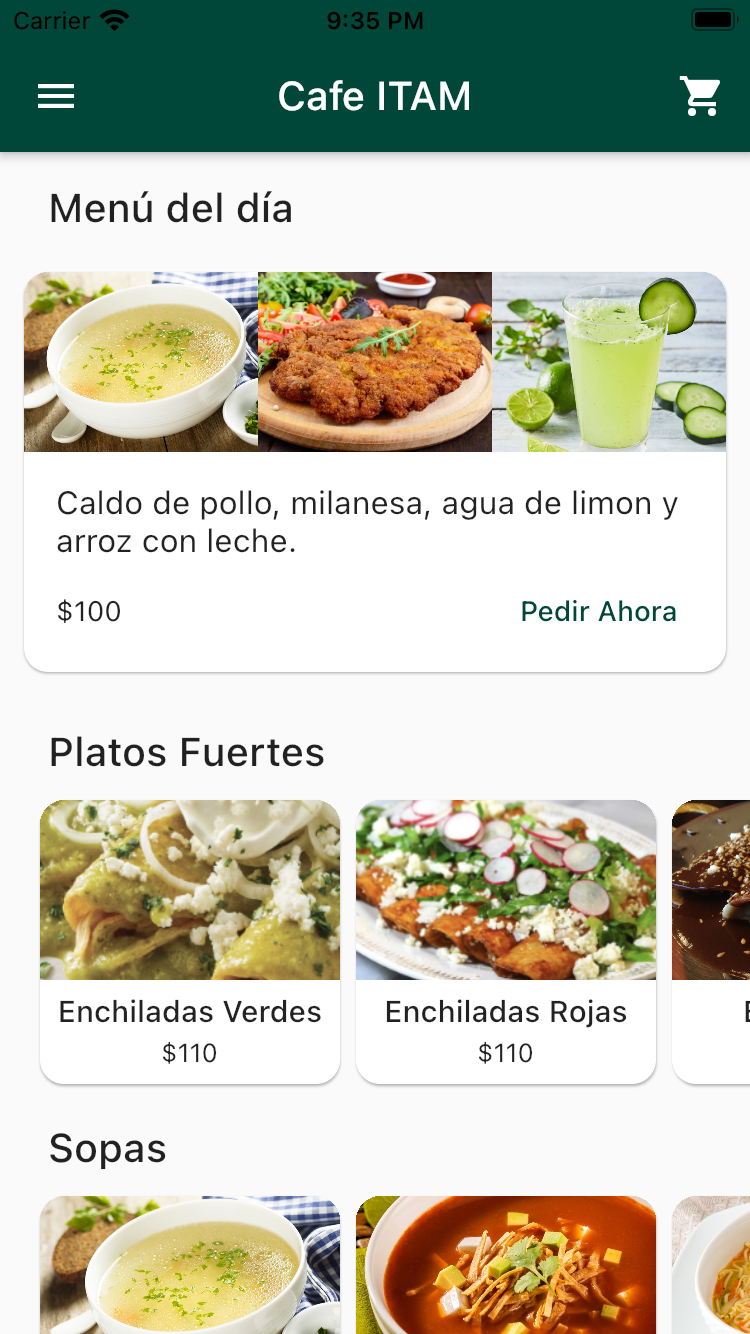 Carrier 9:35 PM
Cafe ITAM
Menú del día
Caldo de pollo, milanesa, agua de limon y
arroz con leche.
$100 Pedir Ahora
Platos Fuertes
Enchiladas Verdes
$110
Enchiladas Rojas
$110
Sopas